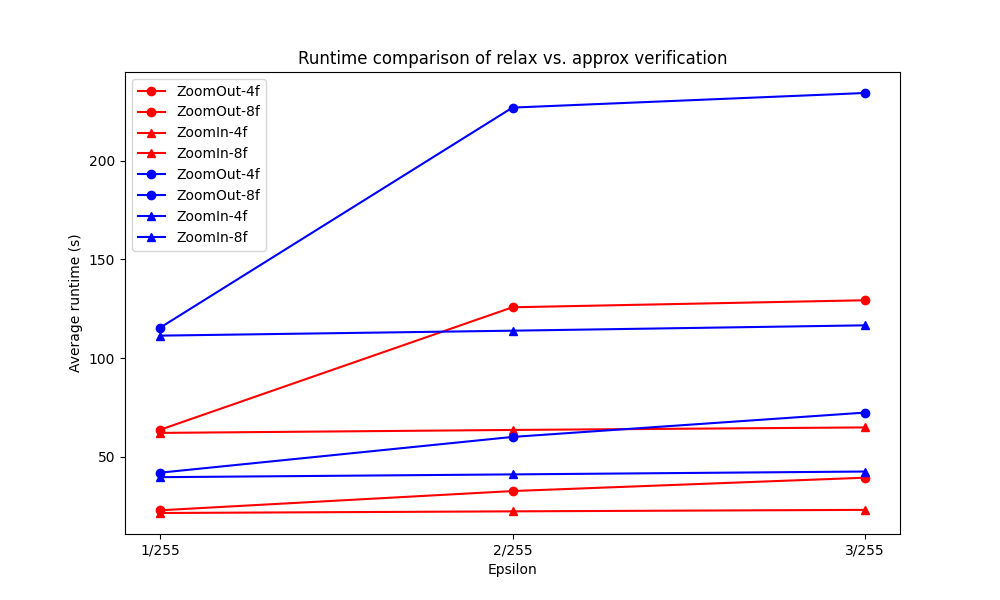 Runtime comparison of relax vs. approx verification
ZoomOut-4f
ZoomOut-8f
ZoomIn-4f
ZoomIn-8f
ZoomOut-4f
ZoomOut-8f
ZoomIn-4f
ZoomIn-8f
200
150
100
50
Average runtime (s)
1/255
2/255
3/255
Epsilon